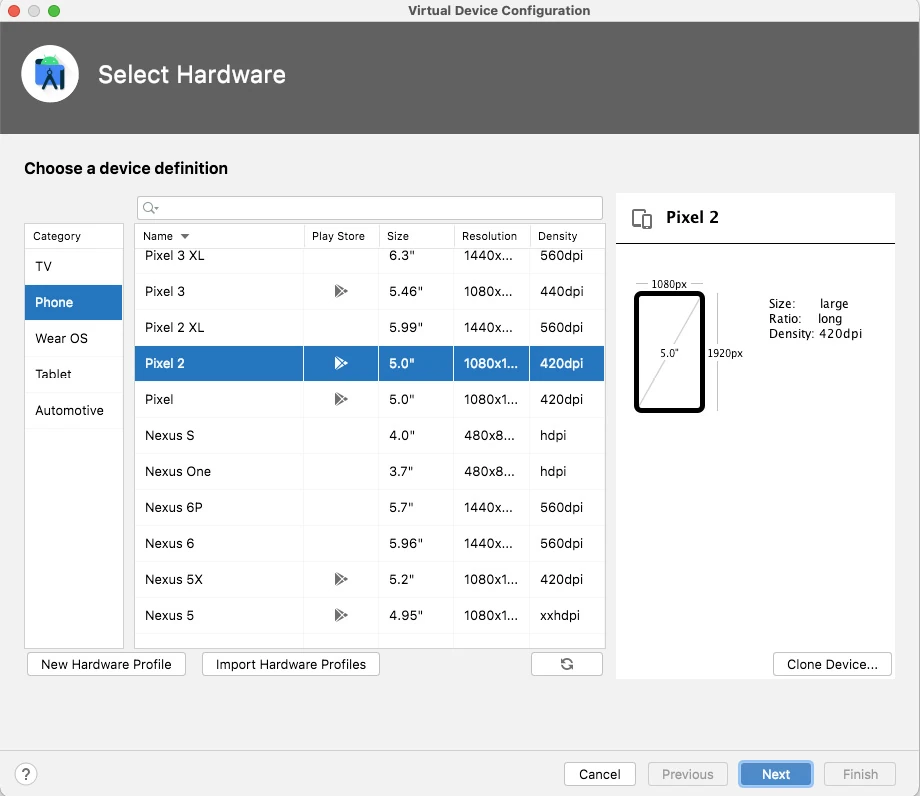 Virtual Device Configuration
Select Hardware
Choose a device definition
Category
TV
Phone
Wear OS
Tablet
Automotive
Name Play Store Size Resolution Density
Pixel 3 XL 6.3" 1440x... 560dpi
Pixel 3 5.46" 1080x... 440dpi
Pixel 2 XL 5.99" 1440x... 560dpi
Pixel 2 5.0" 1080x1... 420dpi
Pixel 5.0" 1080x1... 420dpi
Nexus S 4.0" 480x8... hdpi
Nexus One 3.7" 480x8... hdpi
Nexus 6P 5.7" 1440x... 560dpi
Nexus 6 5.96" 1440x... 560dpi
Nexus 5X 5.2" 1080x1... 420dpi
Nexus 5 4.95" 1080x1... xxhdpi
Pixel 2
1080px
5.0"
1920px
Size: large
Ratio: long
Density: 420dpi
New Hardware Profile Import Hardware Profiles
Clone Device...
? Cancel Previous Next Finish